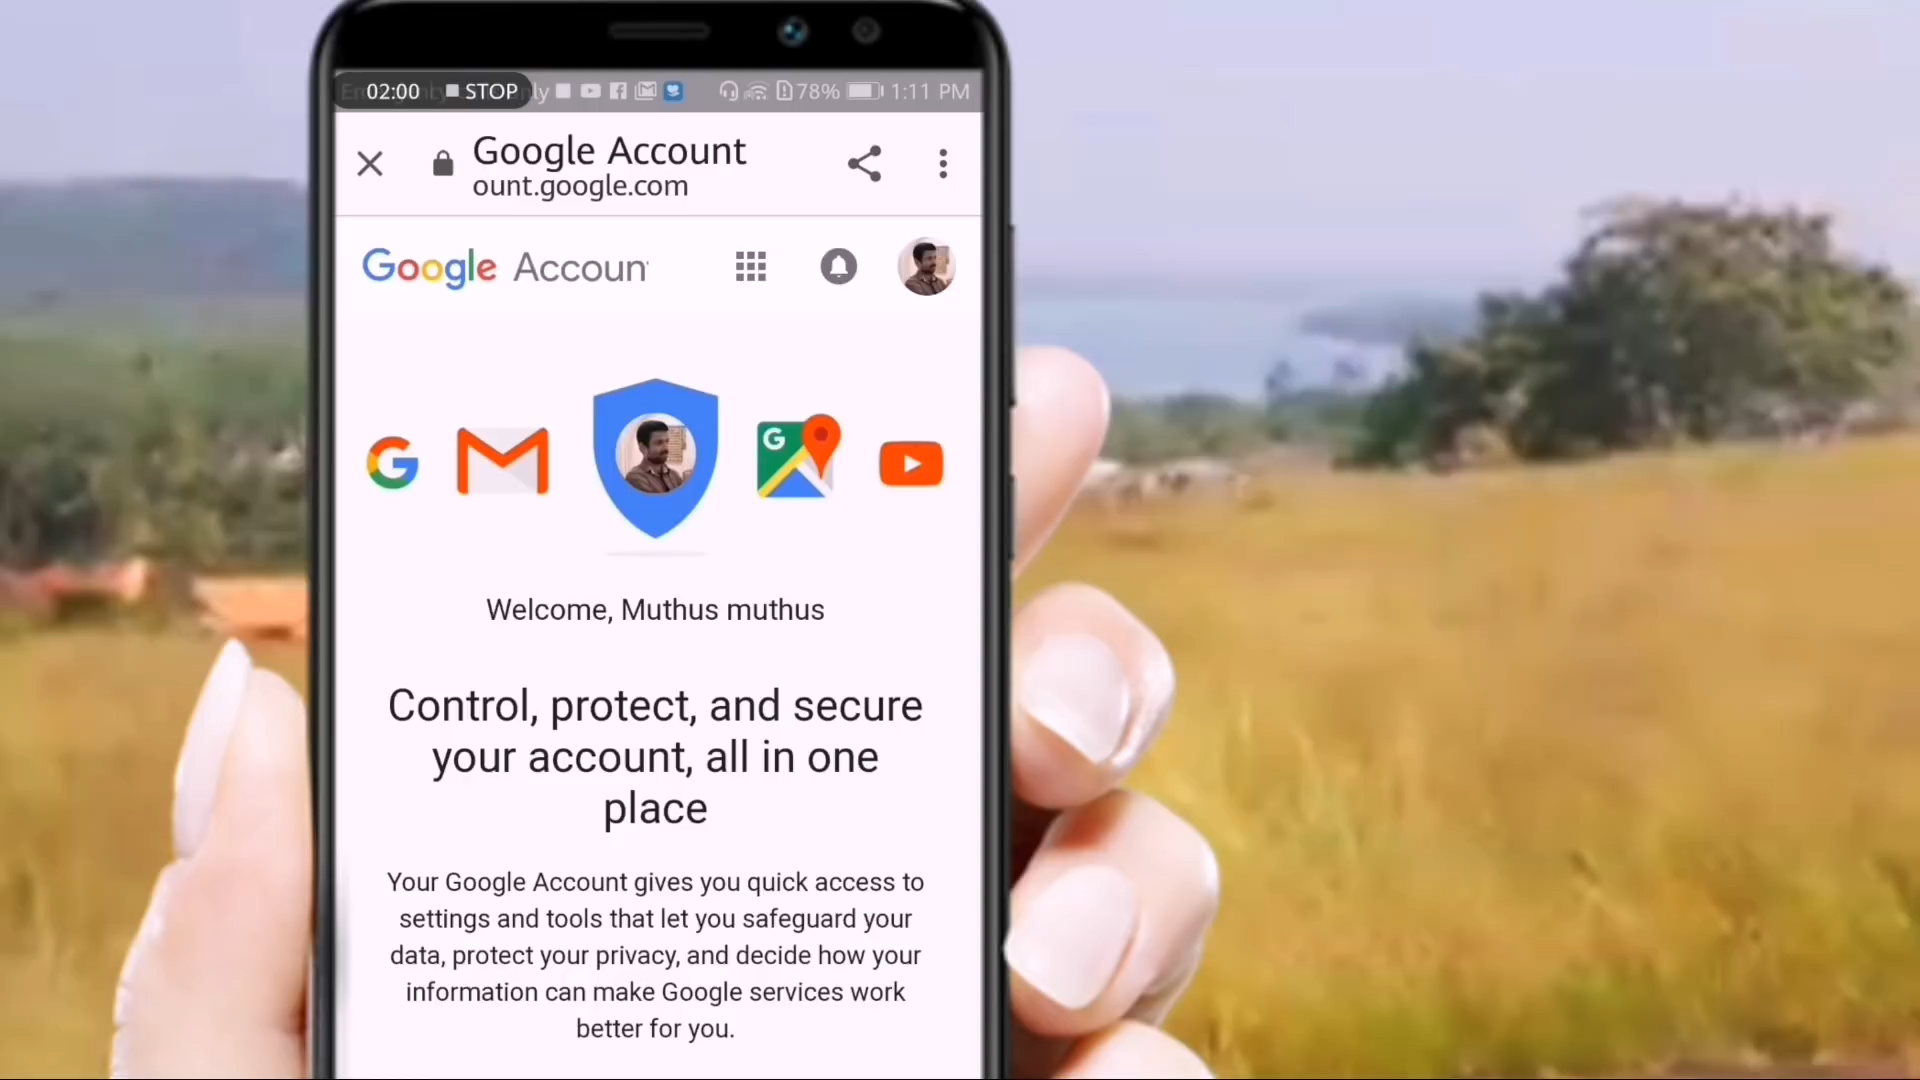 02:00 STOP ly 78% 1:11 PM
Google Account
ount.google.com
Google Accoun
G
Welcome, Muthus muthus
Control, protect, and secure
your account, all in one
place
Your Google Account gives you quick access to
settings and tools that let you safeguard your
data, protect your privacy, and decide how your
information can make Google services work
better for you.